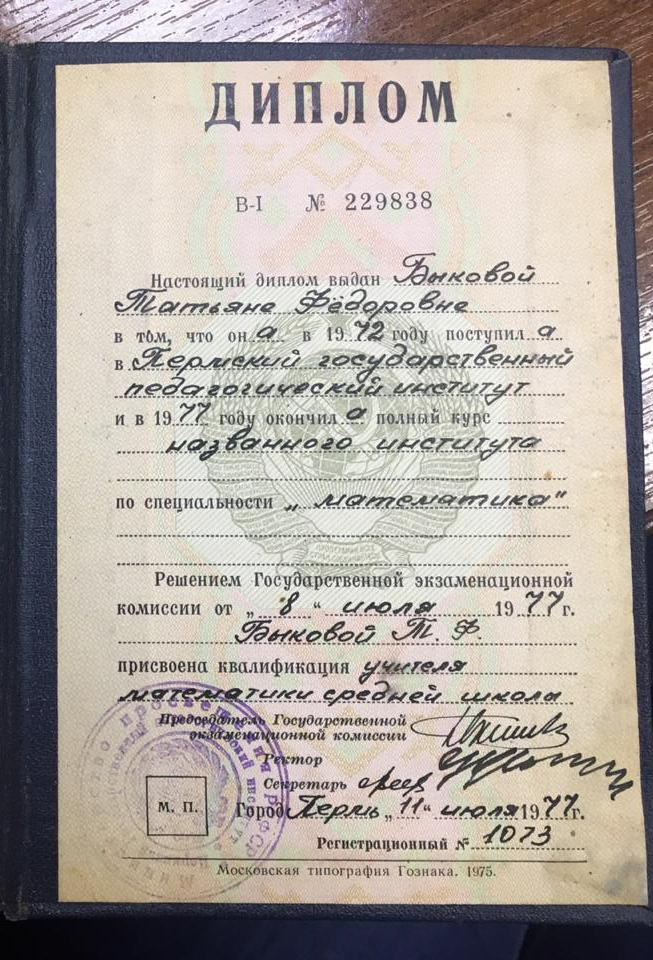 ДИПЛОМ
В-I № 229838
Настоящий диплом выдан Быковой
Татьяне Фёдоровне
в том, что он а в 1972 году поступил а
в Пермский государственный
педагогический институт
и в 1977 году окончил а полный курс
названного института
по специальности „математика"
Решением Государственной экзаменационной
комиссии от „8" июля 1977 г.
Быковой Т. Ф.
присвоена квалификация учителя
математики средней школы
Председатель Государственной
экзаменационной комиссии
Ректор
Секретарь
М. П.
Город Пермь „11" июля 1977 г.
Регистрационный № 1073
Московская типография Гознака. 1975.